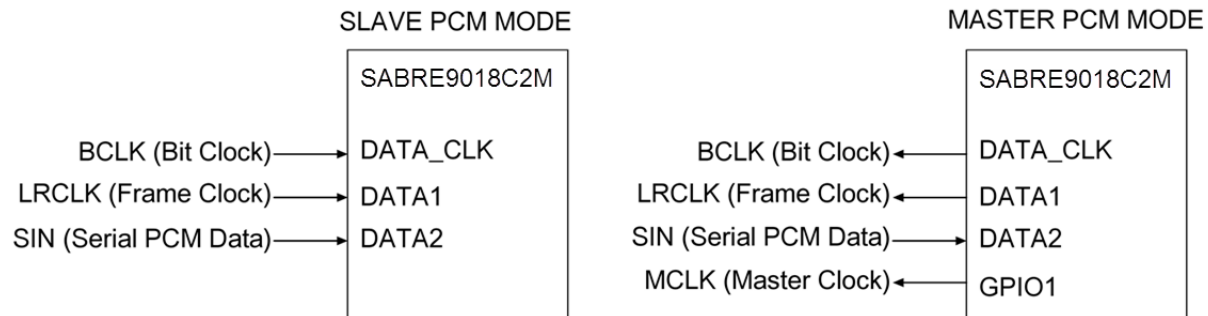 SLAVE PCM MODE
SABRE9018C2M
BCLK (Bit Clock)
DATA_CLK
LRCLK (Frame Clock)
DATA1
SIN (Serial PCM Data)
DATA2
MASTER PCM MODE
SABRE9018C2M
BCLK (Bit Clock)
DATA_CLK
LRCLK (Frame Clock)
DATA1
SIN (Serial PCM Data)
DATA2
MCLK (Master Clock)
GPIO1